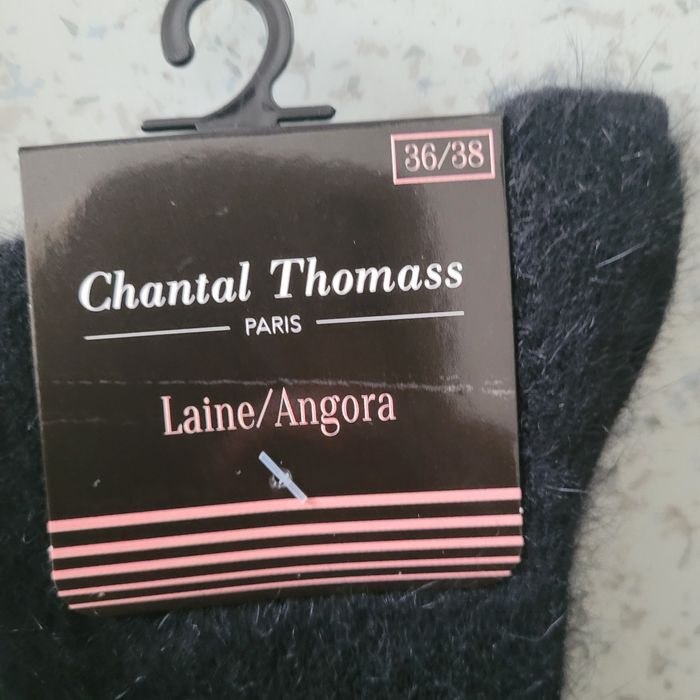 36/38
Chantal Thomass
PARIS
Laine/Angora